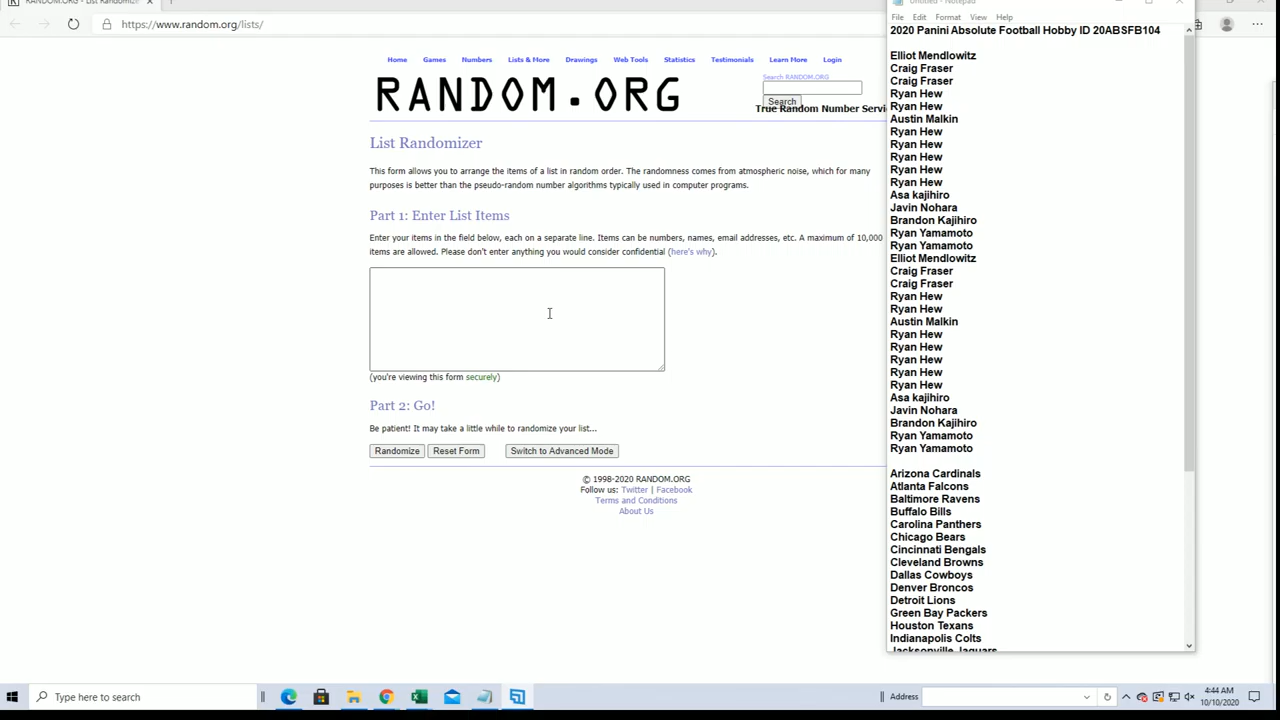 RANDOM.ORG - List Randomiz
https://www.random.org/lists/
Home Games Numbers Lists & More Drawings Web Tools Statistics Testimonials Learn More Login
Search RANDOM.ORG
RANDOM.ORG
Search
True Random Number Servi
List Randomizer
This form allows you to arrange the items of a list in random order. The randomness comes from atmospheric noise, which for many
purposes is better than the pseudo-random number algorithms typically used in computer programs.
Part 1: Enter List Items
Enter your items in the field below, each on a separate line. Items can be numbers, names, email addresses, etc. A maximum of 10,000
items are allowed. Please don't enter anything you would consider confidential (here's why).
(you're viewing this form securely)
Part 2: Go!
Be patient! It may take a little while to randomize your list...
Randomize Reset Form Switch to Advanced Mode
© 1998-2020 RANDOM.ORG
Follow us: Twitter | Facebook
Terms and Conditions
About Us
Untitled - Notepad
File Edit Format View Help
2020 Panini Absolute Football Hobby ID 20ABSFB104
Elliot Mendlowitz
Craig Fraser
Craig Fraser
Ryan Hew
Ryan Hew
Austin Malkin
Ryan Hew
Ryan Hew
Ryan Hew
Ryan Hew
Ryan Hew
Asa kajihiro
Javin Nohara
Brandon Kajihiro
Ryan Yamamoto
Ryan Yamamoto
Elliot Mendlowitz
Craig Fraser
Craig Fraser
Ryan Hew
Ryan Hew
Austin Malkin
Ryan Hew
Ryan Hew
Ryan Hew
Ryan Hew
Ryan Hew
Asa kajihiro
Javin Nohara
Brandon Kajihiro
Ryan Yamamoto
Ryan Yamamoto
Arizona Cardinals
Atlanta Falcons
Baltimore Ravens
Buffalo Bills
Carolina Panthers
Chicago Bears
Cincinnati Bengals
Cleveland Browns
Dallas Cowboys
Denver Broncos
Detroit Lions
Green Bay Packers
Houston Texans
Indianapolis Colts
Jacksonville Jaguars
Type here to search
Address
4:44 AM
10/10/2020